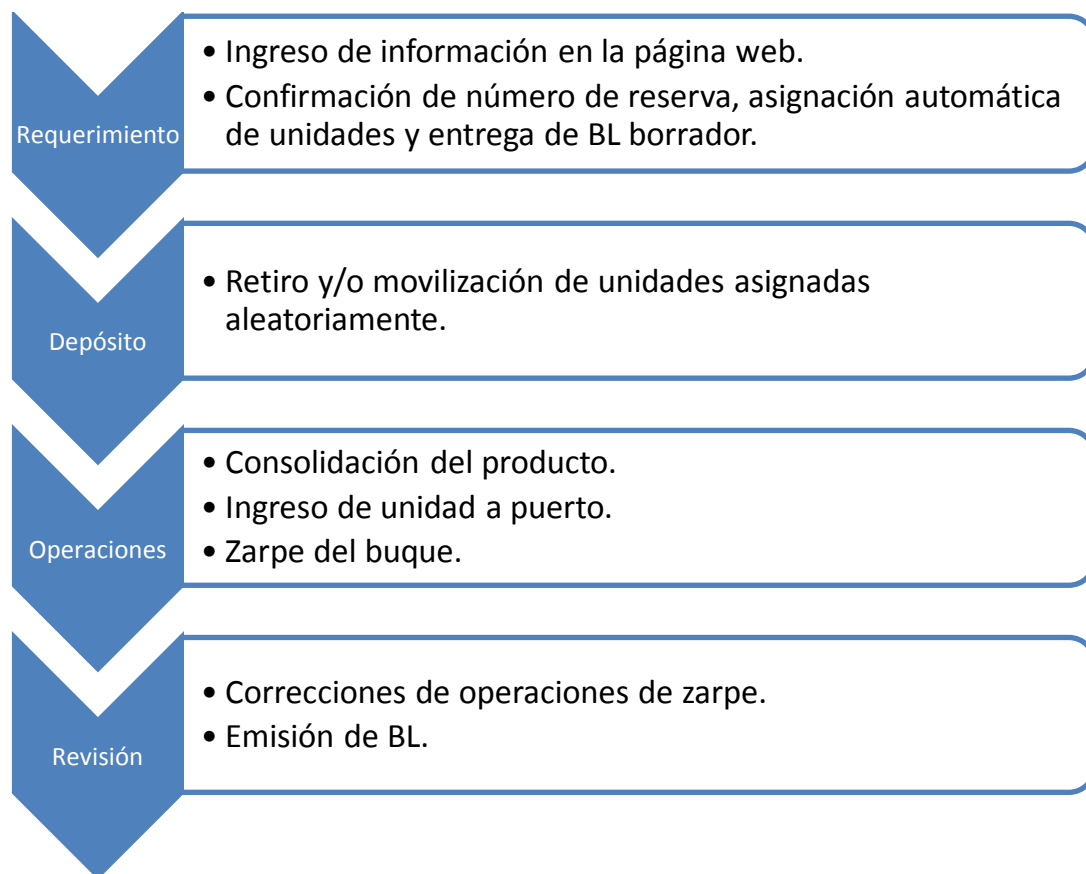 Requerimiento
• Ingreso de información en la página web.
• Confirmación de número de reserva, asignación automática
de unidades y entrega de BL borrador.
Depósito
• Retiro y/o movilización de unidades asignadas
aleatoriamente.
Operaciones
• Consolidación del producto.
• Ingreso de unidad a puerto.
• Zarpe del buque.
Revisión
• Correcciones de operaciones de zarpe.
• Emisión de BL.